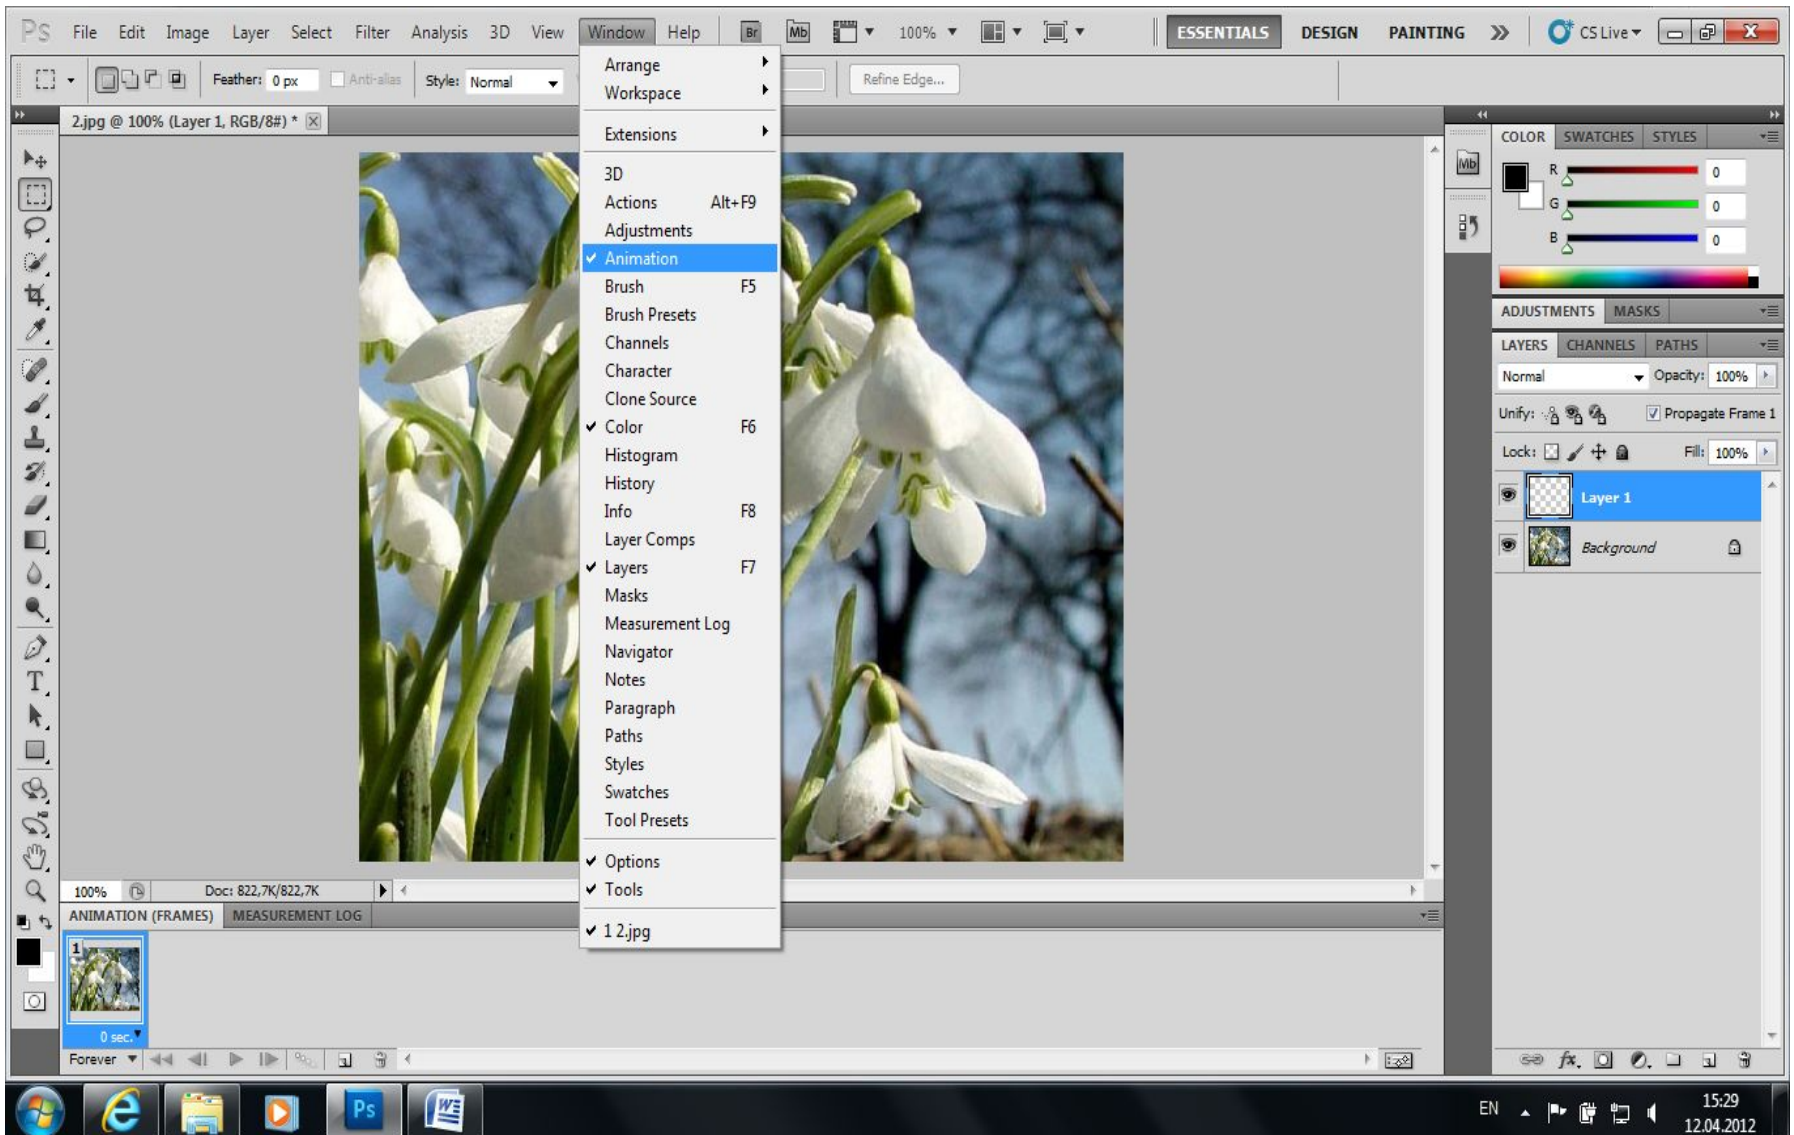 Ps File Edit Image Layer Select Filter Analysis 3D View Window Help Br Mb 100% ESSENTIALS DESIGN PAINTING CS Live
Feather: 0 px Anti-alias Style: Normal Refine Edge...
2.jpg @ 100% (Layer 1, RGB/8#) *
Arrange
Workspace
Extensions
3D
Actions Alt+F9
Adjustments
Animation
Brush F5
Brush Presets
Channels
Character
Clone Source
Color F6
Histogram
History
Info F8
Layer Comps
Layers F7
Masks
Measurement Log
Navigator
Notes
Paragraph
Paths
Styles
Swatches
Tool Presets
Options
Tools
1 2.jpg
Mb
COLOR SWATCHES STYLES
R 0
G 0
B 0
ADJUSTMENTS MASKS
LAYERS CHANNELS PATHS
Normal Opacity: 100%
Unify: Propagate Frame 1
Lock: Fill: 100%
Layer 1
Background
fx.
100% Doc: 822,7K/822,7K
ANIMATION (FRAMES) MEASUREMENT LOG
1
0 sec.
Forever
Ps
W
EN 15:29
12.04.2012